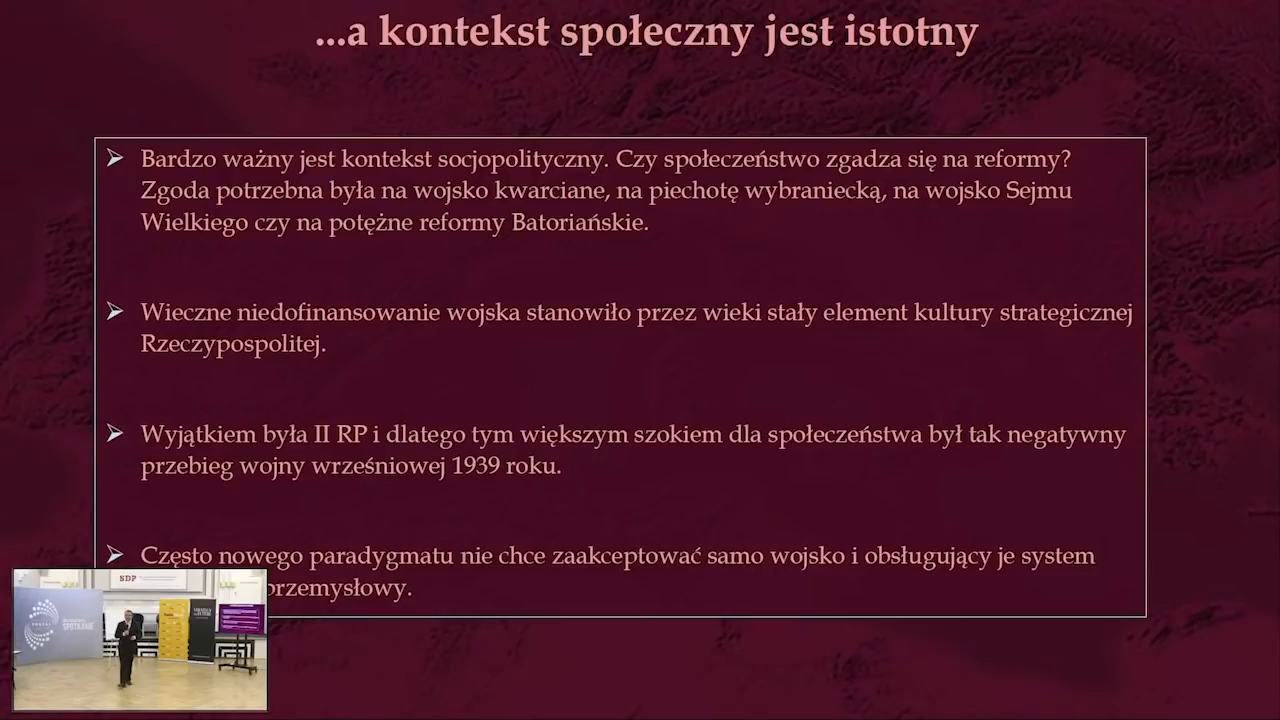 ...a kontekst społeczny jest istotny
Bardzo ważny jest kontekst socjopolityczny. Czy społeczeństwo zgadza się na reformy?
Zgoda potrzebna była na wojsko kwarciane, na piechotę wybraniecką, na wojsko Sejmu
Wielkiego czy na potężne reformy Batoriańskie.
Wieczne niedofinansowanie wojska stanowiło przez wieki stały element kultury strategicznej
Rzeczypospolitej.
Wyjątkiem była II RP i dlatego tym większym szokiem dla społeczeństwa był tak negatywny
przebieg wojny wrześniowej 1939 roku.
Często nowego paradygmatu nie chce zaakceptować samo wojsko i obsługujący je system
przemysłowy.
SDP
SPOTKANIE